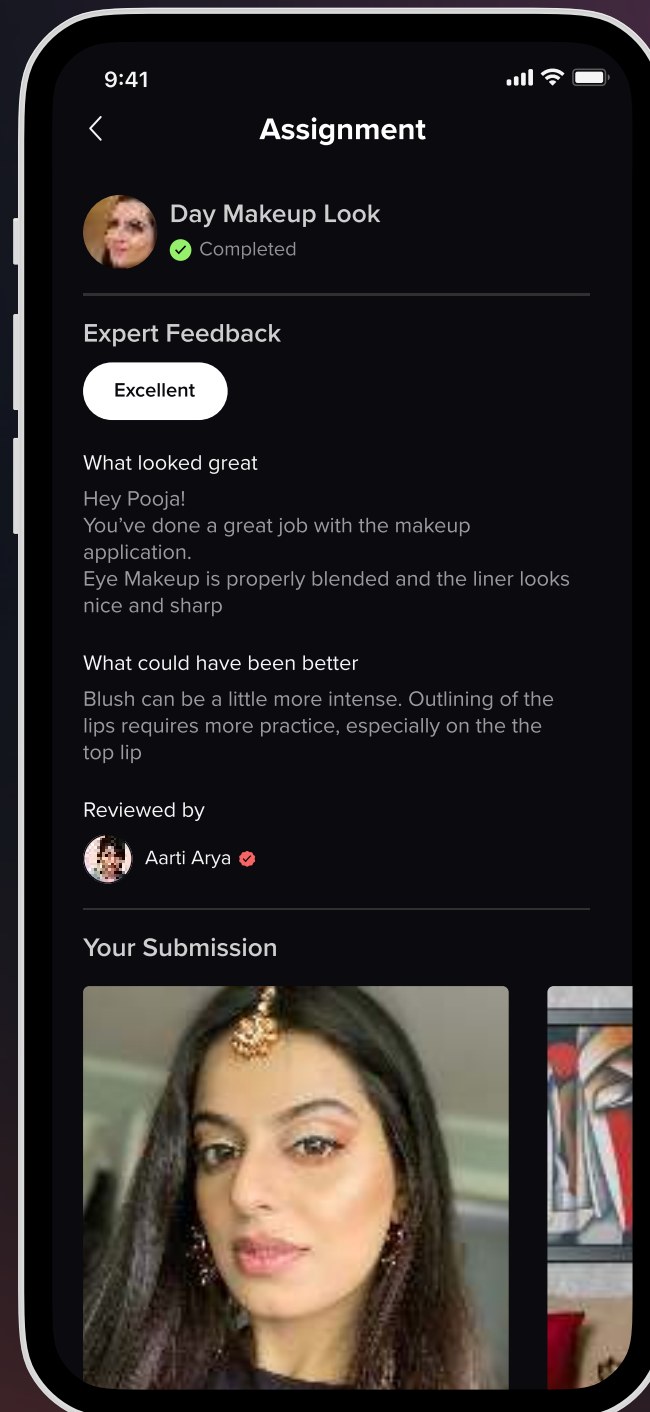 9:41
Assignment
Day Makeup Look
Completed
Expert Feedback
Excellent
What looked great
Hey Pooja!
You’ve done a great job with the makeup
application.
Eye Makeup is properly blended and the liner looks
nice and sharp
What could have been better
Blush can be a little more intense. Outlining of the
lips requires more practice, especially on the the
top lip
Reviewed by
Aarti Arya
Your Submission